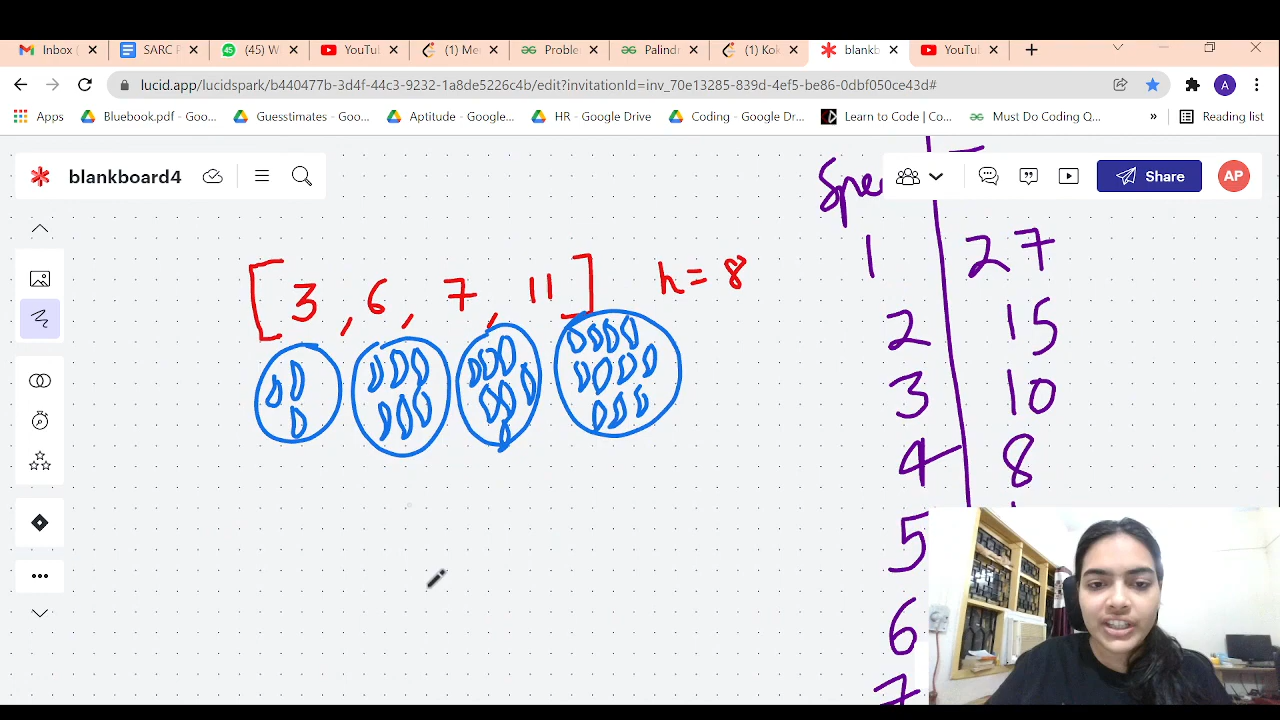 Inbox (
SARC P
(45) W
YouTu
(1) Me
Proble
Palindr
(1) Kok
blankb
YouTul
lucid.app/lucidspark/b440477b-3d4f-44c3-9232-1a8de5226c4b/edit?invitationId=inv_70e13285-839d-4ef5-be86-0dbf050ce43d#
A
Apps
Bluebook.pdf - Goo...
Guesstimates - Goo...
Aptitude - Google...
HR - Google Drive
Coding - Google Dr...
Learn to Code | Co...
Must Do Coding Q...
»
Reading list
blankboard4
Share
AP
Spe
1 27
[3, 6, 7, 11] h=8
2 15
3 10
4 8
5
6
7